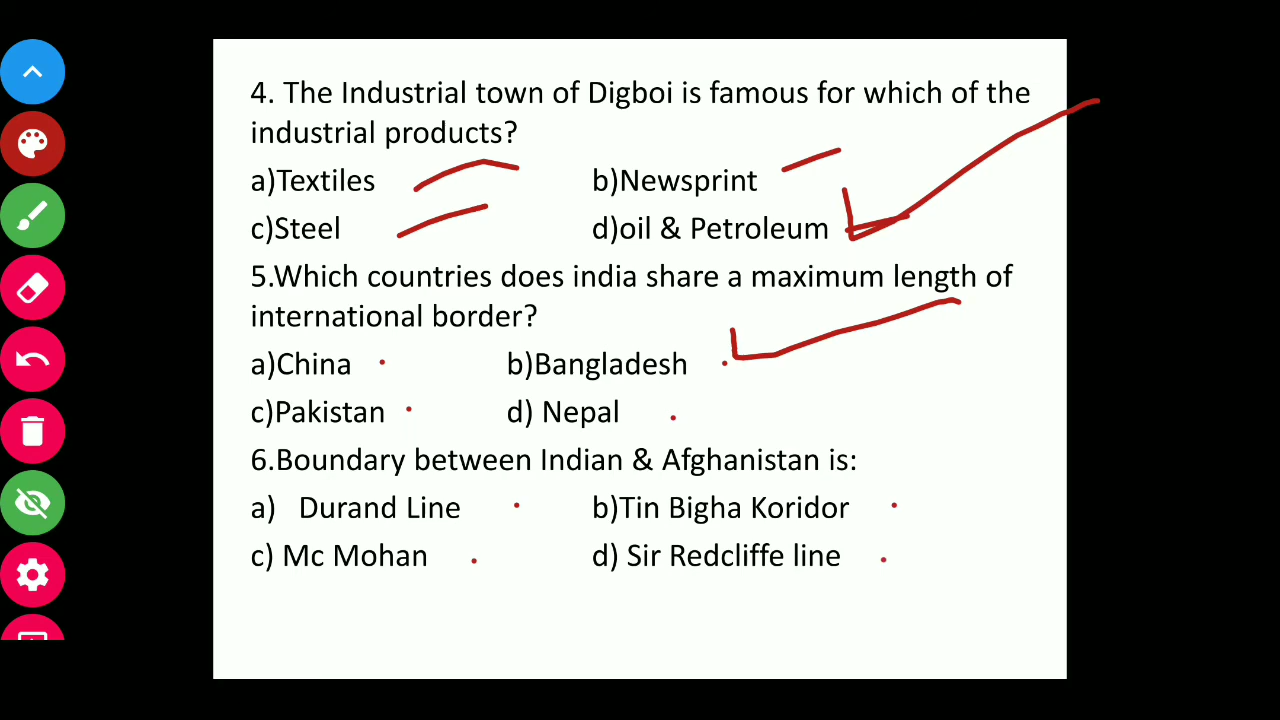 4. The Industrial town of Digboi is famous for which of the
industrial products?
a)Textiles b)Newsprint
c)Steel d)oil & Petroleum
5.Which countries does india share a maximum length of
international border?
a)China b)Bangladesh
c)Pakistan d) Nepal
6.Boundary between Indian & Afghanistan is:
a) Durand Line b)Tin Bigha Koridor
c) Mc Mohan d) Sir Redcliffe line